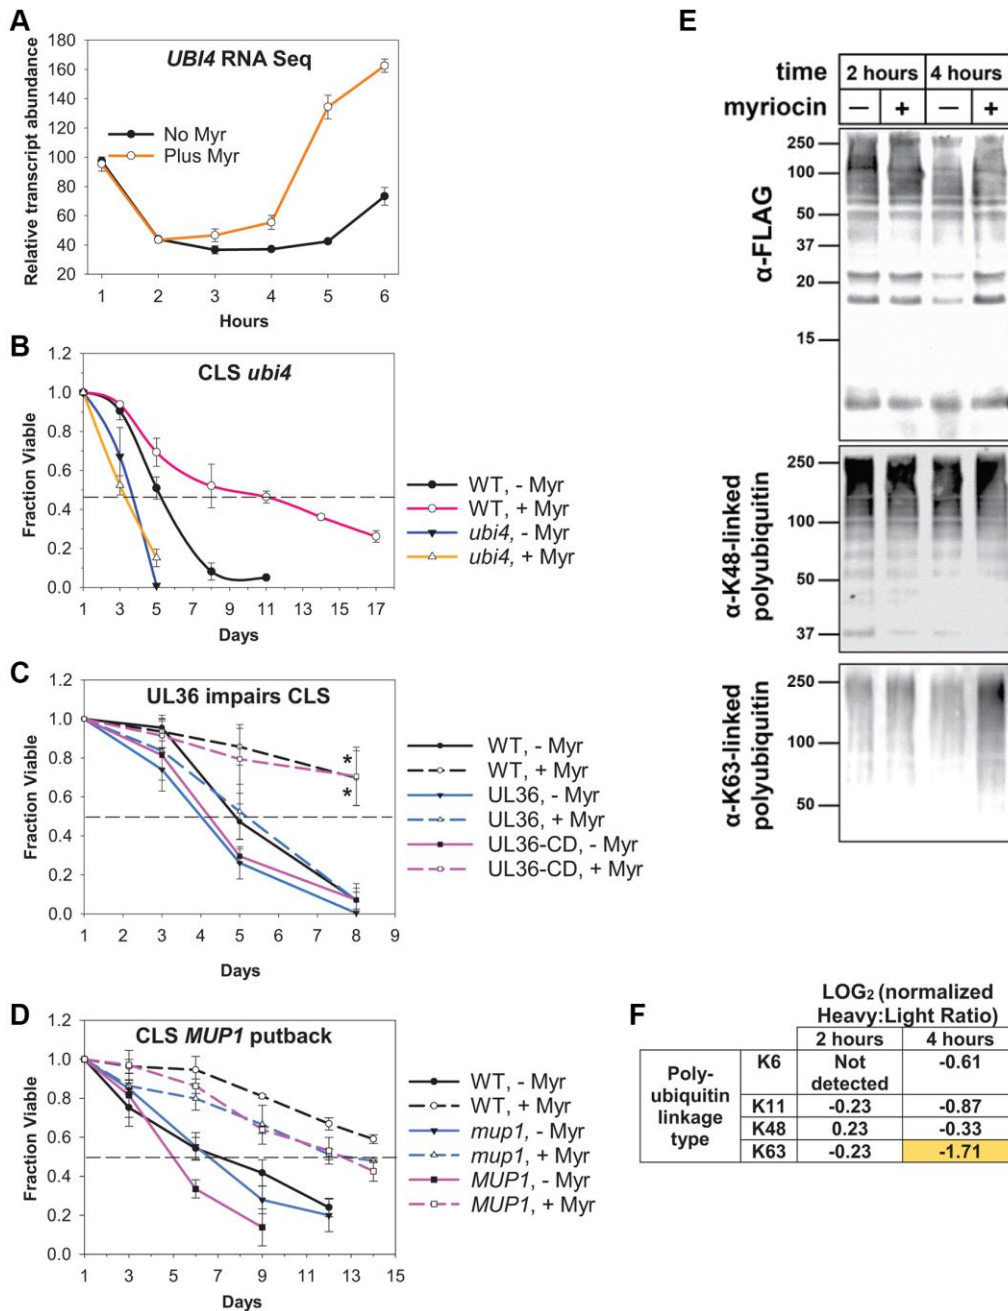 A
UBI4 RNA Seq
Relative transcript abundance
180
160
140
120
100
80
60
40
20
No Myr
Plus Myr
1 2 3 4 5 6
Hours
B
CLS ubi4
Fraction Viable
1.2
1.0
0.8
0.6
0.4
0.2
0.0
WT, - Myr
WT, + Myr
ubi4, - Myr
ubi4, + Myr
1 3 5 7 9 11 13 15 17
Days
C
UL36 impairs CLS
Fraction Viable
1.2
1.0
0.8
0.6
0.4
0.2
0.0
*
*
WT, - Myr
WT, + Myr
UL36, - Myr
UL36, + Myr
UL36-CD, - Myr
UL36-CD, + Myr
1 2 3 4 5 6 7 8 9
Days
D
CLS MUP1 putback
Fraction Viable
1.2
1.0
0.8
0.6
0.4
0.2
0.0
WT, - Myr
WT, + Myr
mup1, - Myr
mup1, + Myr
MUP1, - Myr
MUP1, + Myr
1 3 5 7 9 11 13 15
Days
E
time 2 hours 4 hours
myriocin — + — +
α-FLAG
250
100
50
37
20
15
α-K48-linked
polyubiquitin
250
100
50
37
α-K63-linked
polyubiquitin
250
100
50
F
LOG2 (normalized
Heavy:Light Ratio)
2 hours 4 hours
Poly-
ubiquitin
linkage
type
K6 Not detected -0.61
K11 -0.23 -0.87
K48 0.23 -0.33
K63 -0.23 -1.71